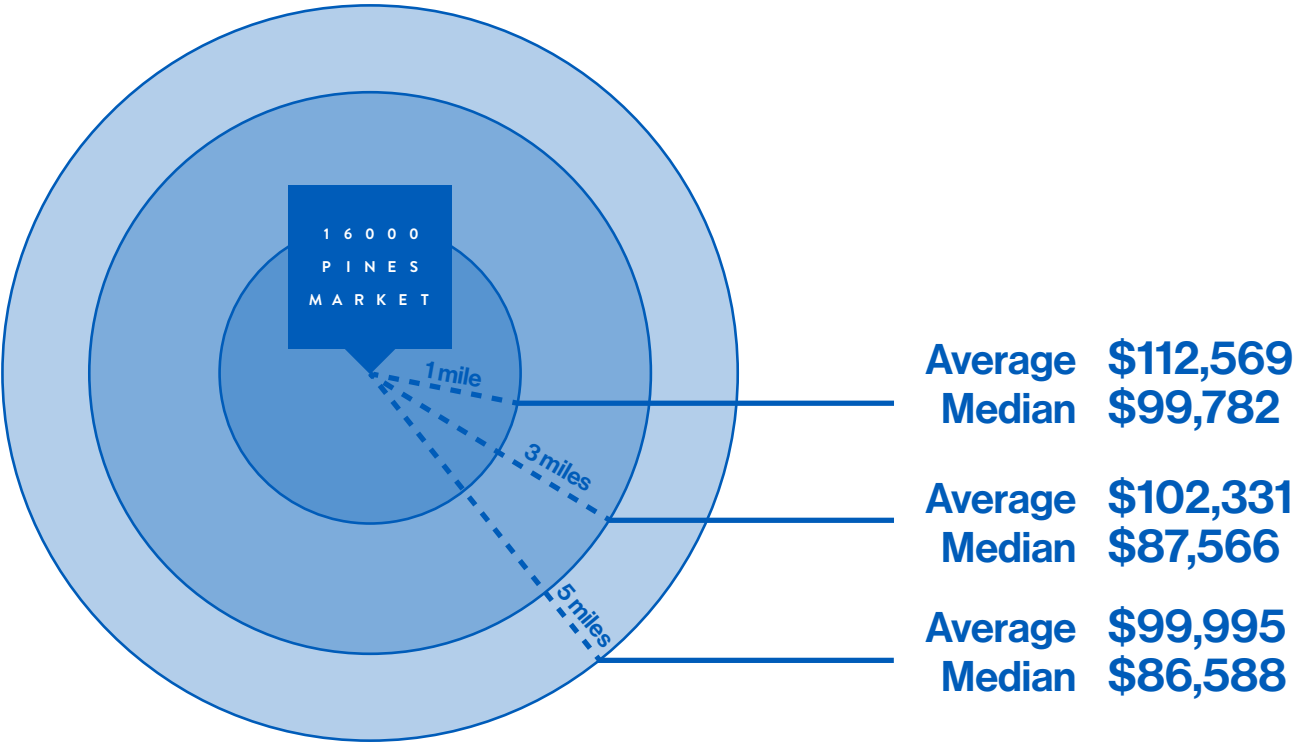 16000
PINES
MARKET
1 mile
3 miles
5 miles
Average $112,569
Median $99,782
Average $102,331
Median $87,566
Average $99,995
Median $86,588